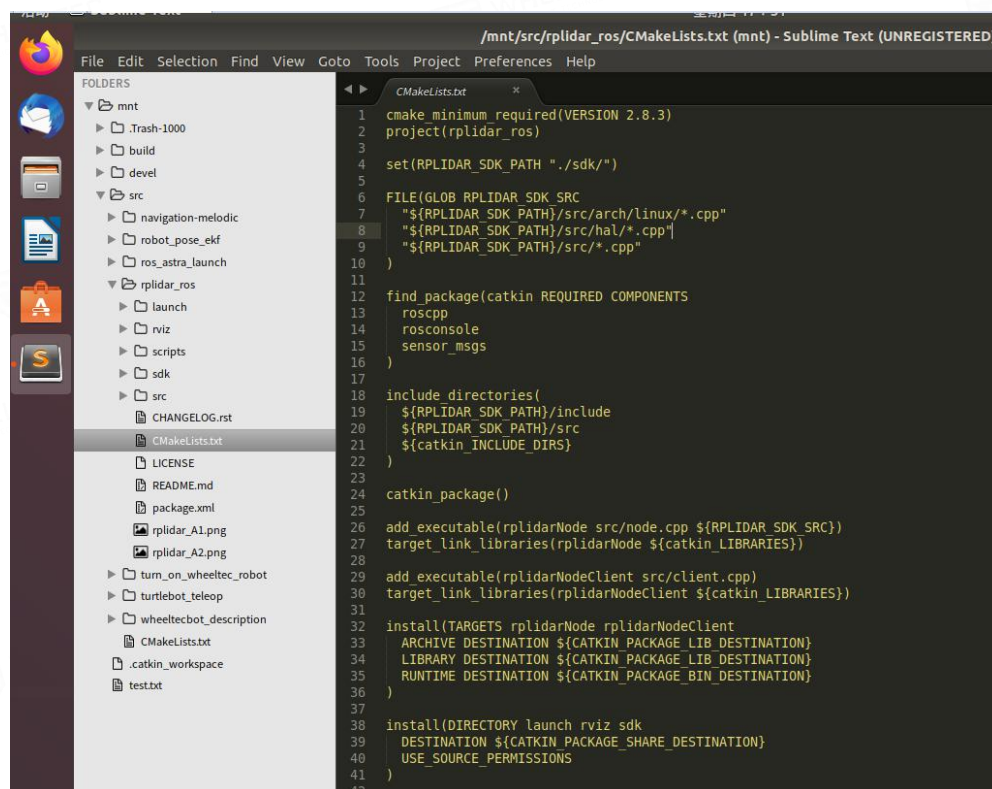 /mnt/src/rplidar_ros/CMakeLists.txt (mnt) - Sublime Text (UNREGISTERED)
File Edit Selection Find View Goto Tools Project Preferences Help
FOLDERS
mnt
.Trash-1000
build
devel
src
navigation-melodic
robot_pose_ekf
ros_astra_launch
rplidar_ros
launch
rviz
scripts
sdk
src
CHANGELOG.rst
CMakeLists.txt
LICENSE
README.md
package.xml
rplidar_A1.png
rplidar_A2.png
turn_on_wheeltec_robot
turtlebot_teleop
wheeltecbot_description
CMakeLists.txt
.catkin_workspace
test.txt
CMakeLists.txt ×
1 cmake_minimum_required(VERSION 2.8.3)
2 project(rplidar_ros)
3
4 set(RPLIDAR_SDK_PATH "./sdk/")
5
6 FILE(GLOB RPLIDAR_SDK_SRC
7 "${RPLIDAR_SDK_PATH}/src/arch/linux/*.cpp"
8 "${RPLIDAR_SDK_PATH}/src/hal/*.cpp"
9 "${RPLIDAR_SDK_PATH}/src/*.cpp"
10 )
11
12 find_package(catkin REQUIRED COMPONENTS
13 roscpp
14 rosconsole
15 sensor_msgs
16 )
17
18 include_directories(
19 ${RPLIDAR_SDK_PATH}/include
20 ${RPLIDAR_SDK_PATH}/src
21 ${catkin_INCLUDE_DIRS}
22 )
23
24 catkin_package()
25
26 add_executable(rplidarNode src/node.cpp ${RPLIDAR_SDK_SRC})
27 target_link_libraries(rplidarNode ${catkin_LIBRARIES})
28
29 add_executable(rplidarNodeClient src/client.cpp)
30 target_link_libraries(rplidarNodeClient ${catkin_LIBRARIES})
31
32 install(TARGETS rplidarNode rplidarNodeClient
33 ARCHIVE DESTINATION ${CATKIN_PACKAGE_LIB_DESTINATION}
34 LIBRARY DESTINATION ${CATKIN_PACKAGE_LIB_DESTINATION}
35 RUNTIME DESTINATION ${CATKIN_PACKAGE_BIN_DESTINATION}
36 )
37
38 install(DIRECTORY launch rviz sdk
39 DESTINATION ${CATKIN_PACKAGE_SHARE_DESTINATION}
40 USE_SOURCE_PERMISSIONS
41 )